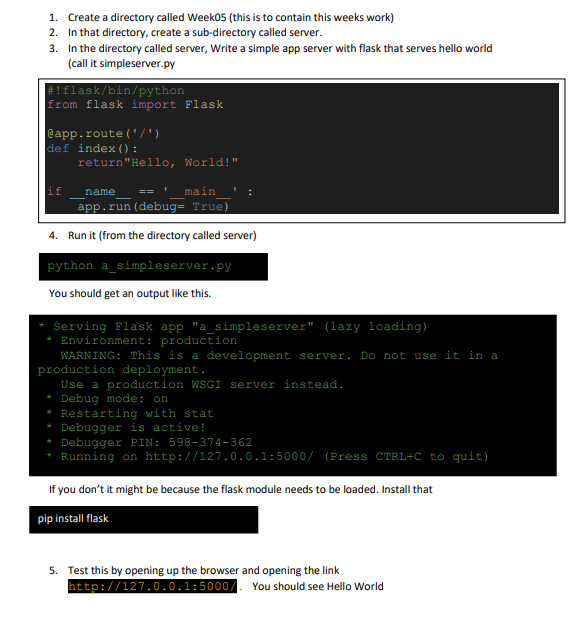 1. Create a directory called Week05 (this is to contain this weeks work)
2. In that directory, create a sub-directory called server.
3. In the directory called server, Write a simple app server with flask that serves hello world
(call it simpleserver.py
#!flask/bin/python
from flask import Flask
@app.route('/')
def index():
return"Hello, World!"
if __name__ == '__main__' :
app.run(debug= True)
4. Run it (from the directory called server)
python a_simpleserver.py
You should get an output like this.
* Serving Flask app "a_simpleserver" (lazy loading)
* Environment: production
WARNING: This is a development server. Do not use it in a
production deployment.
Use a production WSGI server instead.
* Debug mode: on
* Restarting with stat
* Debugger is active!
* Debugger PIN: 598-374-362
* Running on http://127.0.0.1:5000/ (Press CTRL+C to quit)
If you don't it might be because the flask module needs to be loaded. Install that
pip install flask
5. Test this by opening up the browser and opening the link
http://127.0.0.1:5000/. You should see Hello World